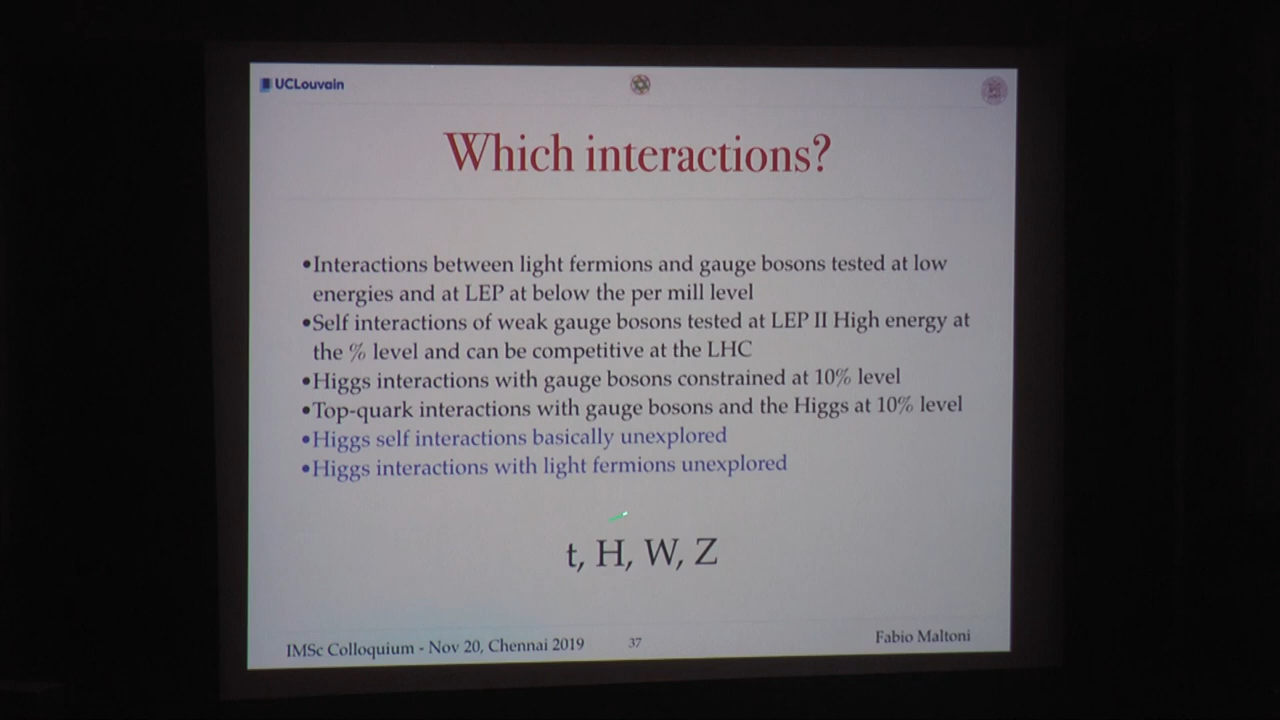 UCLouvain
Which interactions?
•Interactions between light fermions and gauge bosons tested at low
energies and at LEP at below the per mill level
•Self interactions of weak gauge bosons tested at LEP II High energy at
the % level and can be competitive at the LHC
•Higgs interactions with gauge bosons constrained at 10% level
•Top-quark interactions with gauge bosons and the Higgs at 10% level
•Higgs self interactions basically unexplored
•Higgs interactions with light fermions unexplored
t, H, W, Z
IMSc Colloquium - Nov 20, Chennai 2019
37
Fabio Maltoni